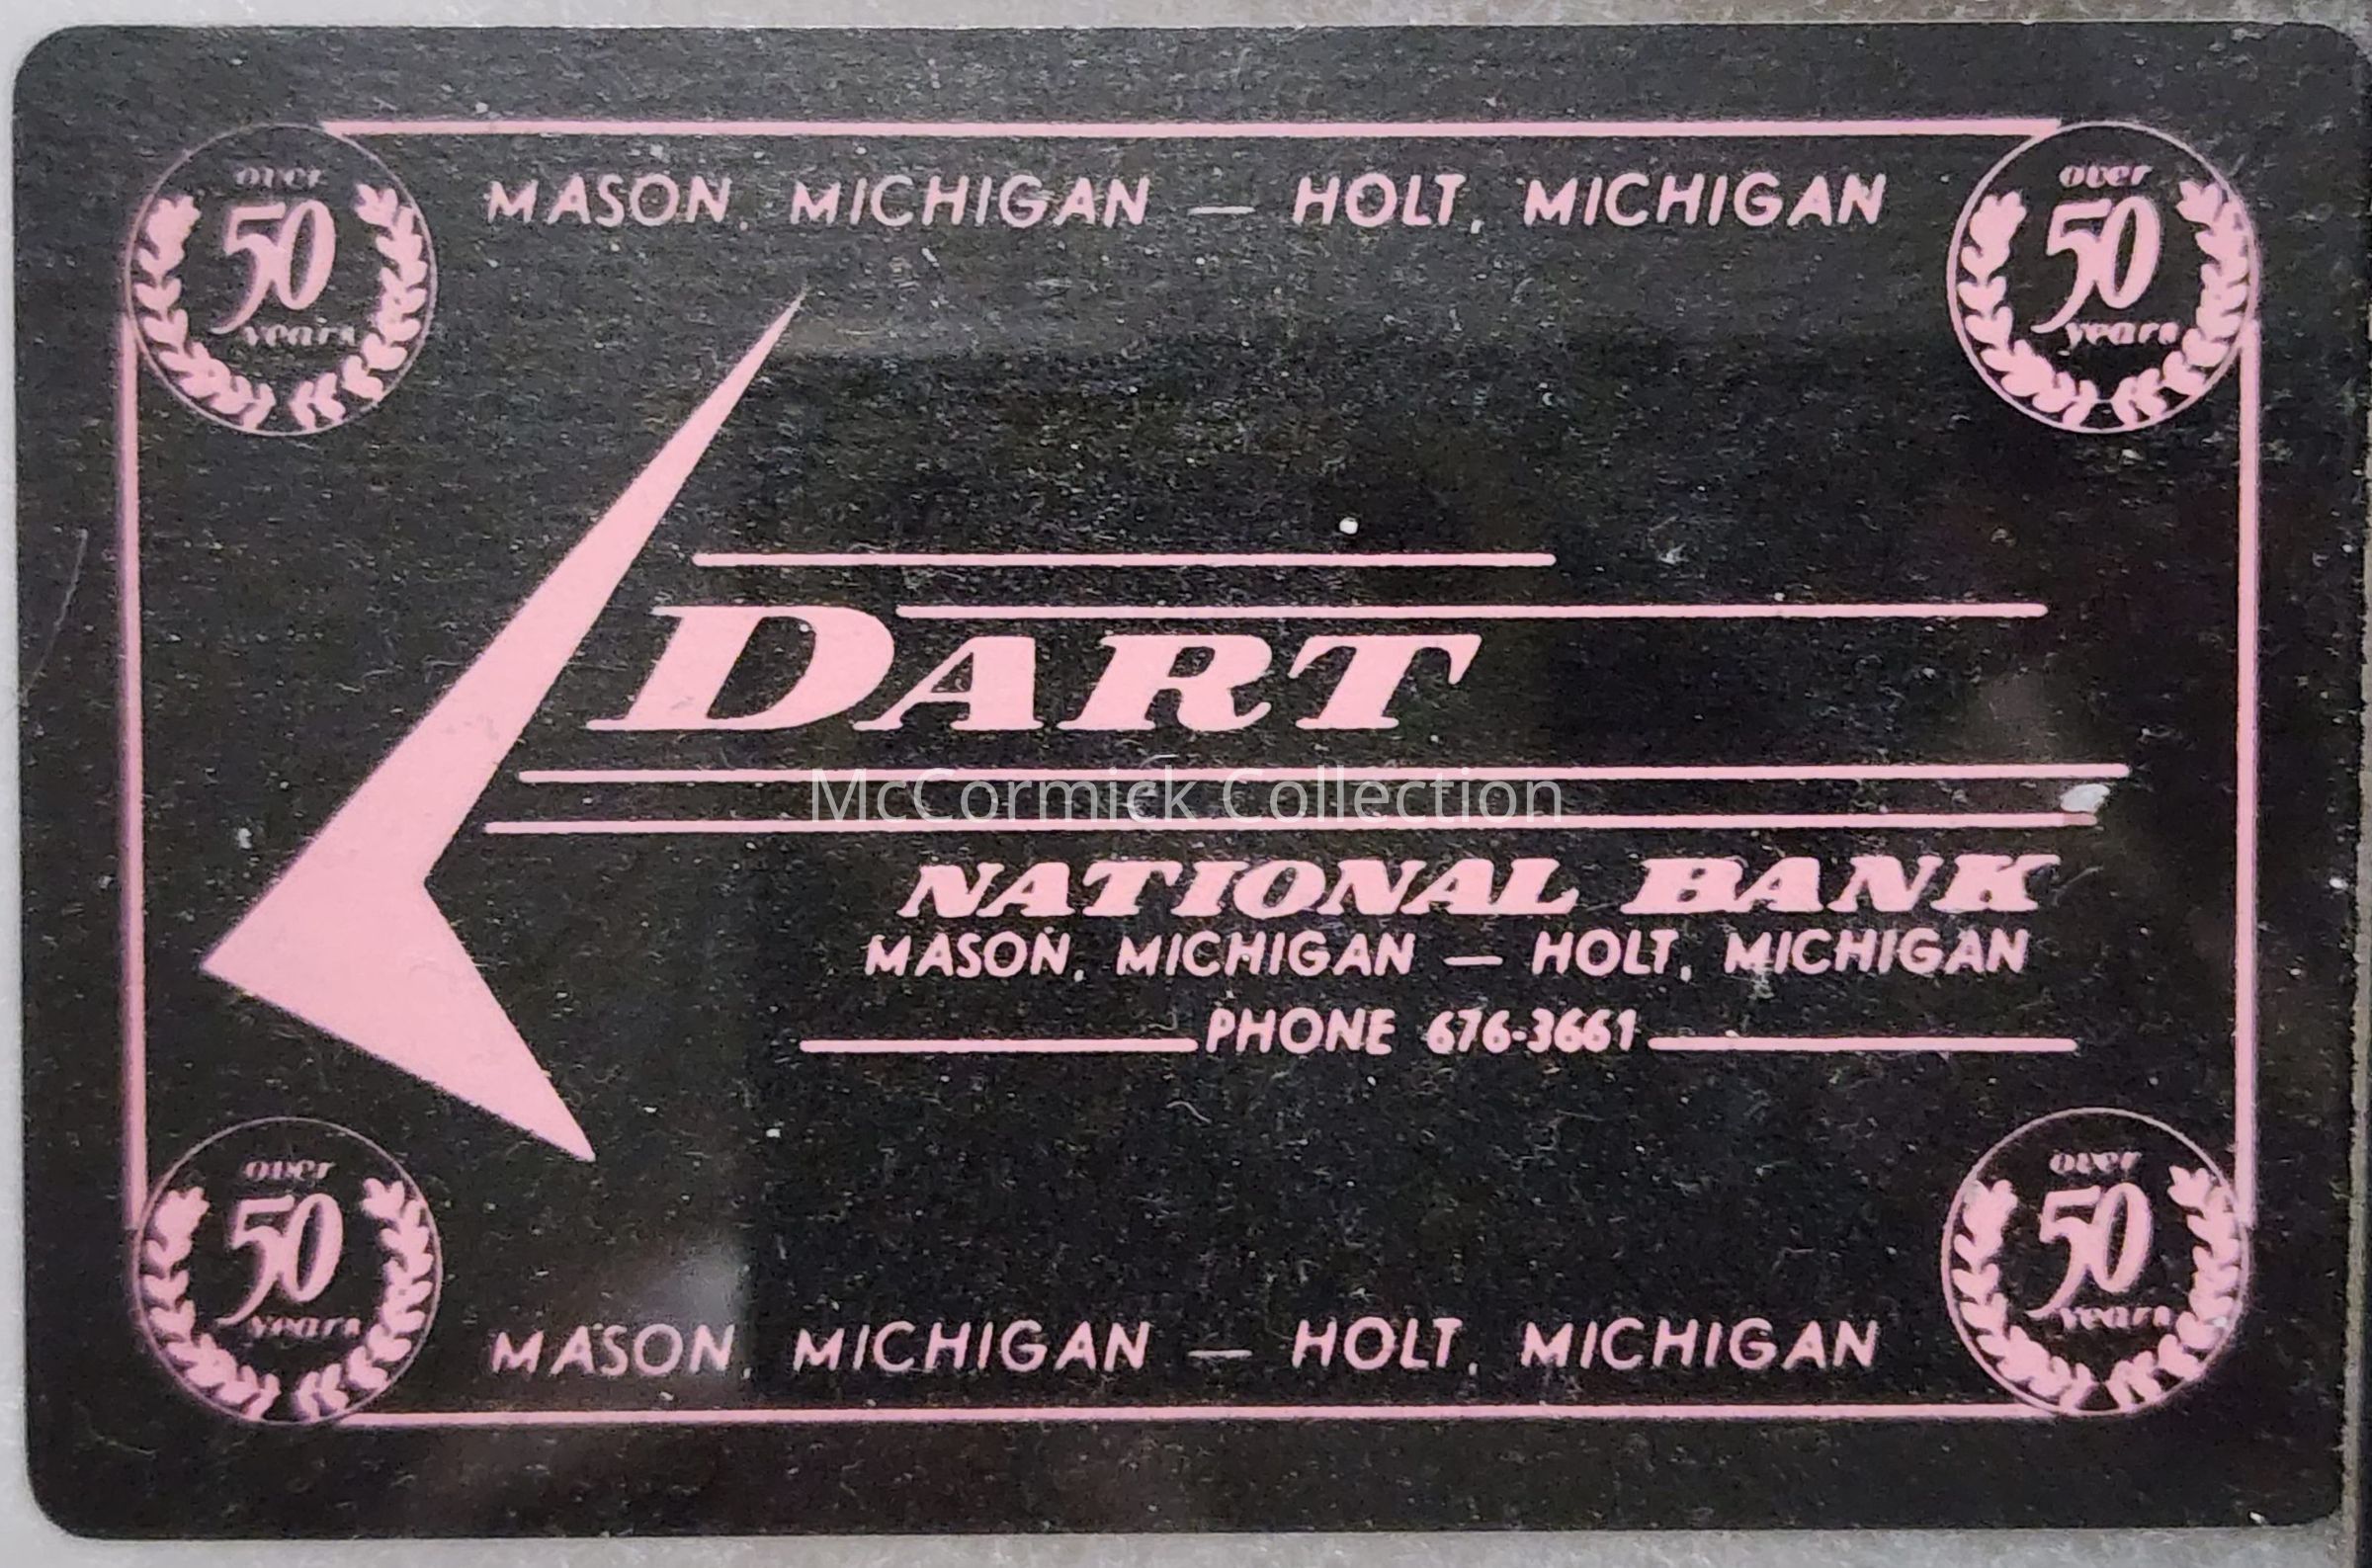 over
50
years
MASON, MICHIGAN — HOLT, MICHIGAN
over
50
years
DART
McCormick Collection
NATIONAL BANK
MASON, MICHIGAN — HOLT, MICHIGAN
PHONE 676-3661
over
50
years
MASON, MICHIGAN — HOLT, MICHIGAN
over
50
years